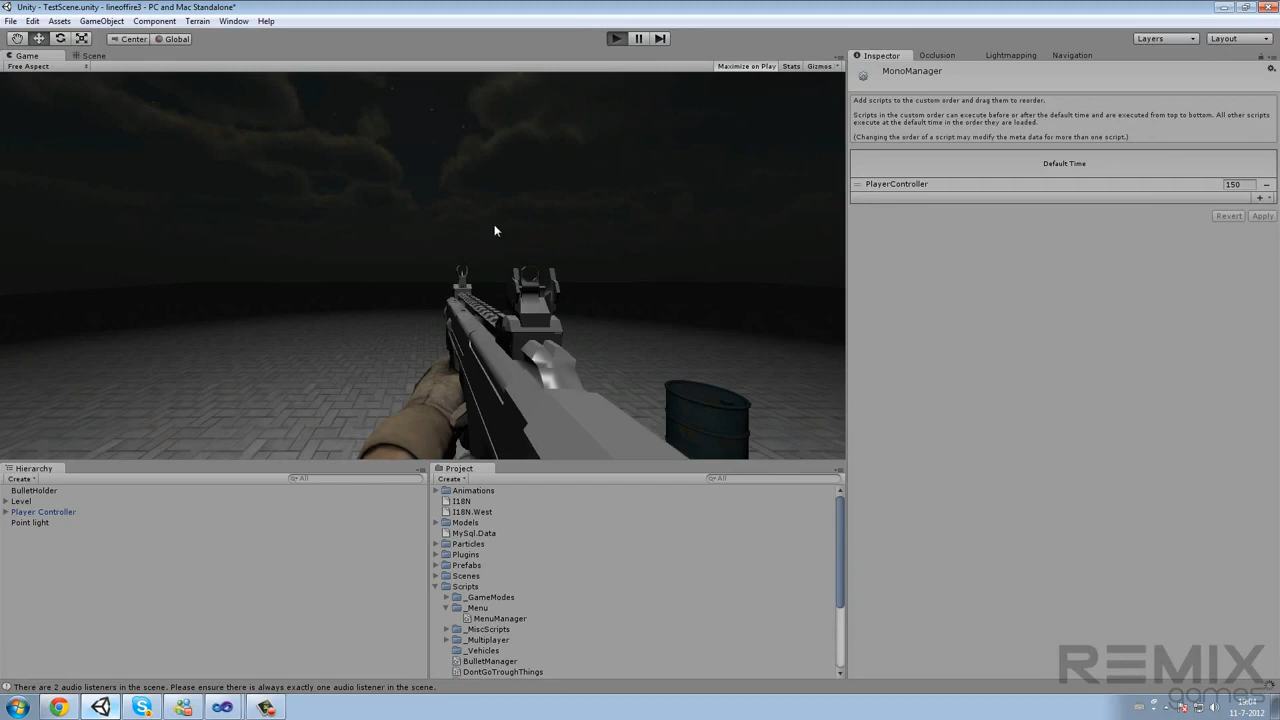 Unity - TestScene.unity - lineoffire3 - PC and Mac Standalone*
File Edit Assets GameObject Component Terrain Window Help
Center Global Layers Layout
Game Scene
Free Aspect Maximize on Play Stats Gizmos
Inspector Occlusion Lightmapping Navigation
MonoManager
Add scripts to the custom order and drag them to reorder.
Scripts in the custom order can execute before or after the default time and are executed from top to bottom. All other scripts
execute at the default time in the order they are loaded.
(Changing the order of a script may modify the meta data for more than one script.)
Default Time
PlayerController 150
Revert Apply
Hierarchy
Create All
BulletHolder
Level
Player Controller
Point light
Project
Create All
Animations
I18N
I18N.West
Models
MySql.Data
Particles
Plugins
Prefabs
Scenes
Scripts
_GameModes
_Menu
MenuManager
_MiscScripts
_Multiplayer
_Vehicles
BulletManager
DontGoTroughThings
There are 2 audio listeners in the scene. Please ensure there is always exactly one audio listener in the scene.
REMIX
games
19:04
11-7-2012